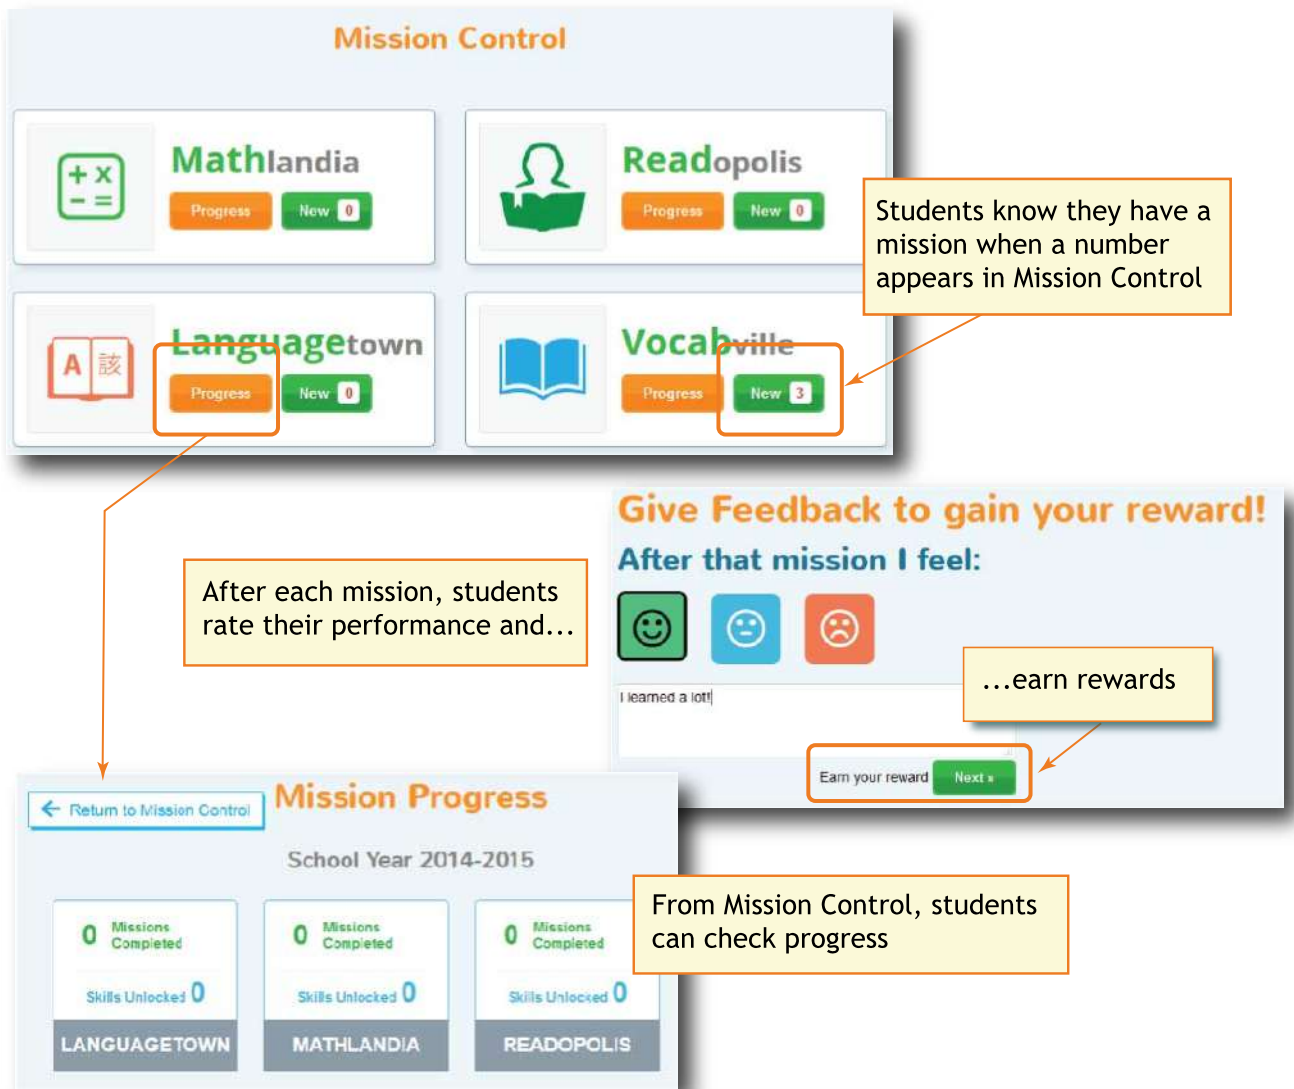 Mission Control
Mathlandia
Progress New 0
Readopolis
Progress New 0
Students know they have a
mission when a number
appears in Mission Control
A 該
Languagetown
Progress New 0
Vocabville
Progress New 3
Give Feedback to gain your reward!
After that mission I feel:
After each mission, students
rate their performance and...
I learned a lot!
...earn rewards
Earn your reward Next »
Return to Mission Control
Mission Progress
School Year 2014-2015
0 Missions
Completed
Skills Unlocked 0
LANGUAGETOWN
0 Missions
Completed
Skills Unlocked 0
MATHLANDIA
0 Missions
Completed
Skills Unlocked 0
READOPOLIS
From Mission Control, students
can check progress